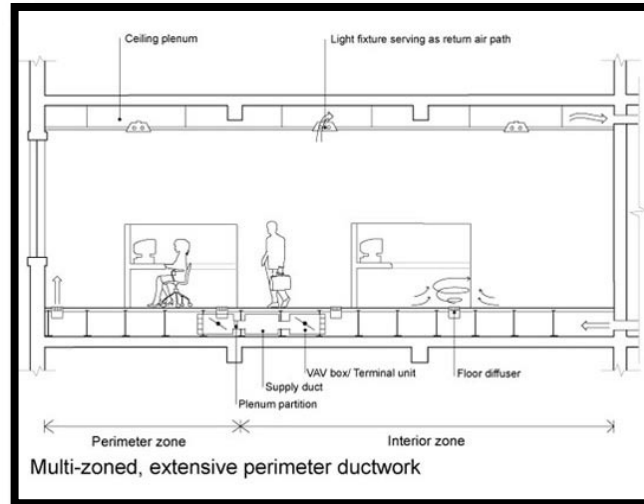 Ceiling plenum
Light fixture serving as return air path
VAV box/ Terminal unit
Floor diffuser
Supply duct
Plenum partition
Perimeter zone
Interior zone
Multi-zoned, extensive perimeter ductwork